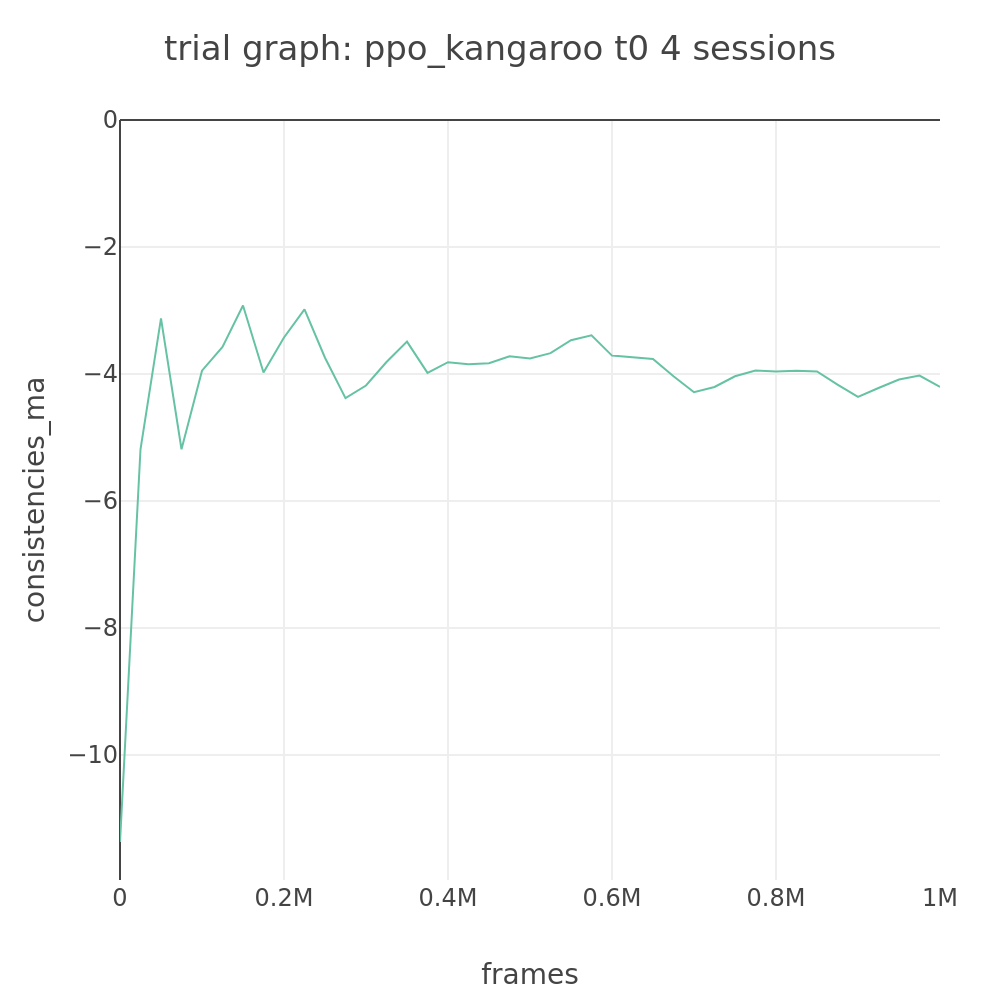 trial graph: ppo_kangaroo t0 4 sessions
0
−2
−4
−6
−8
−10
consistencies_ma
0
0.2M
0.4M
0.6M
0.8M
1M
frames